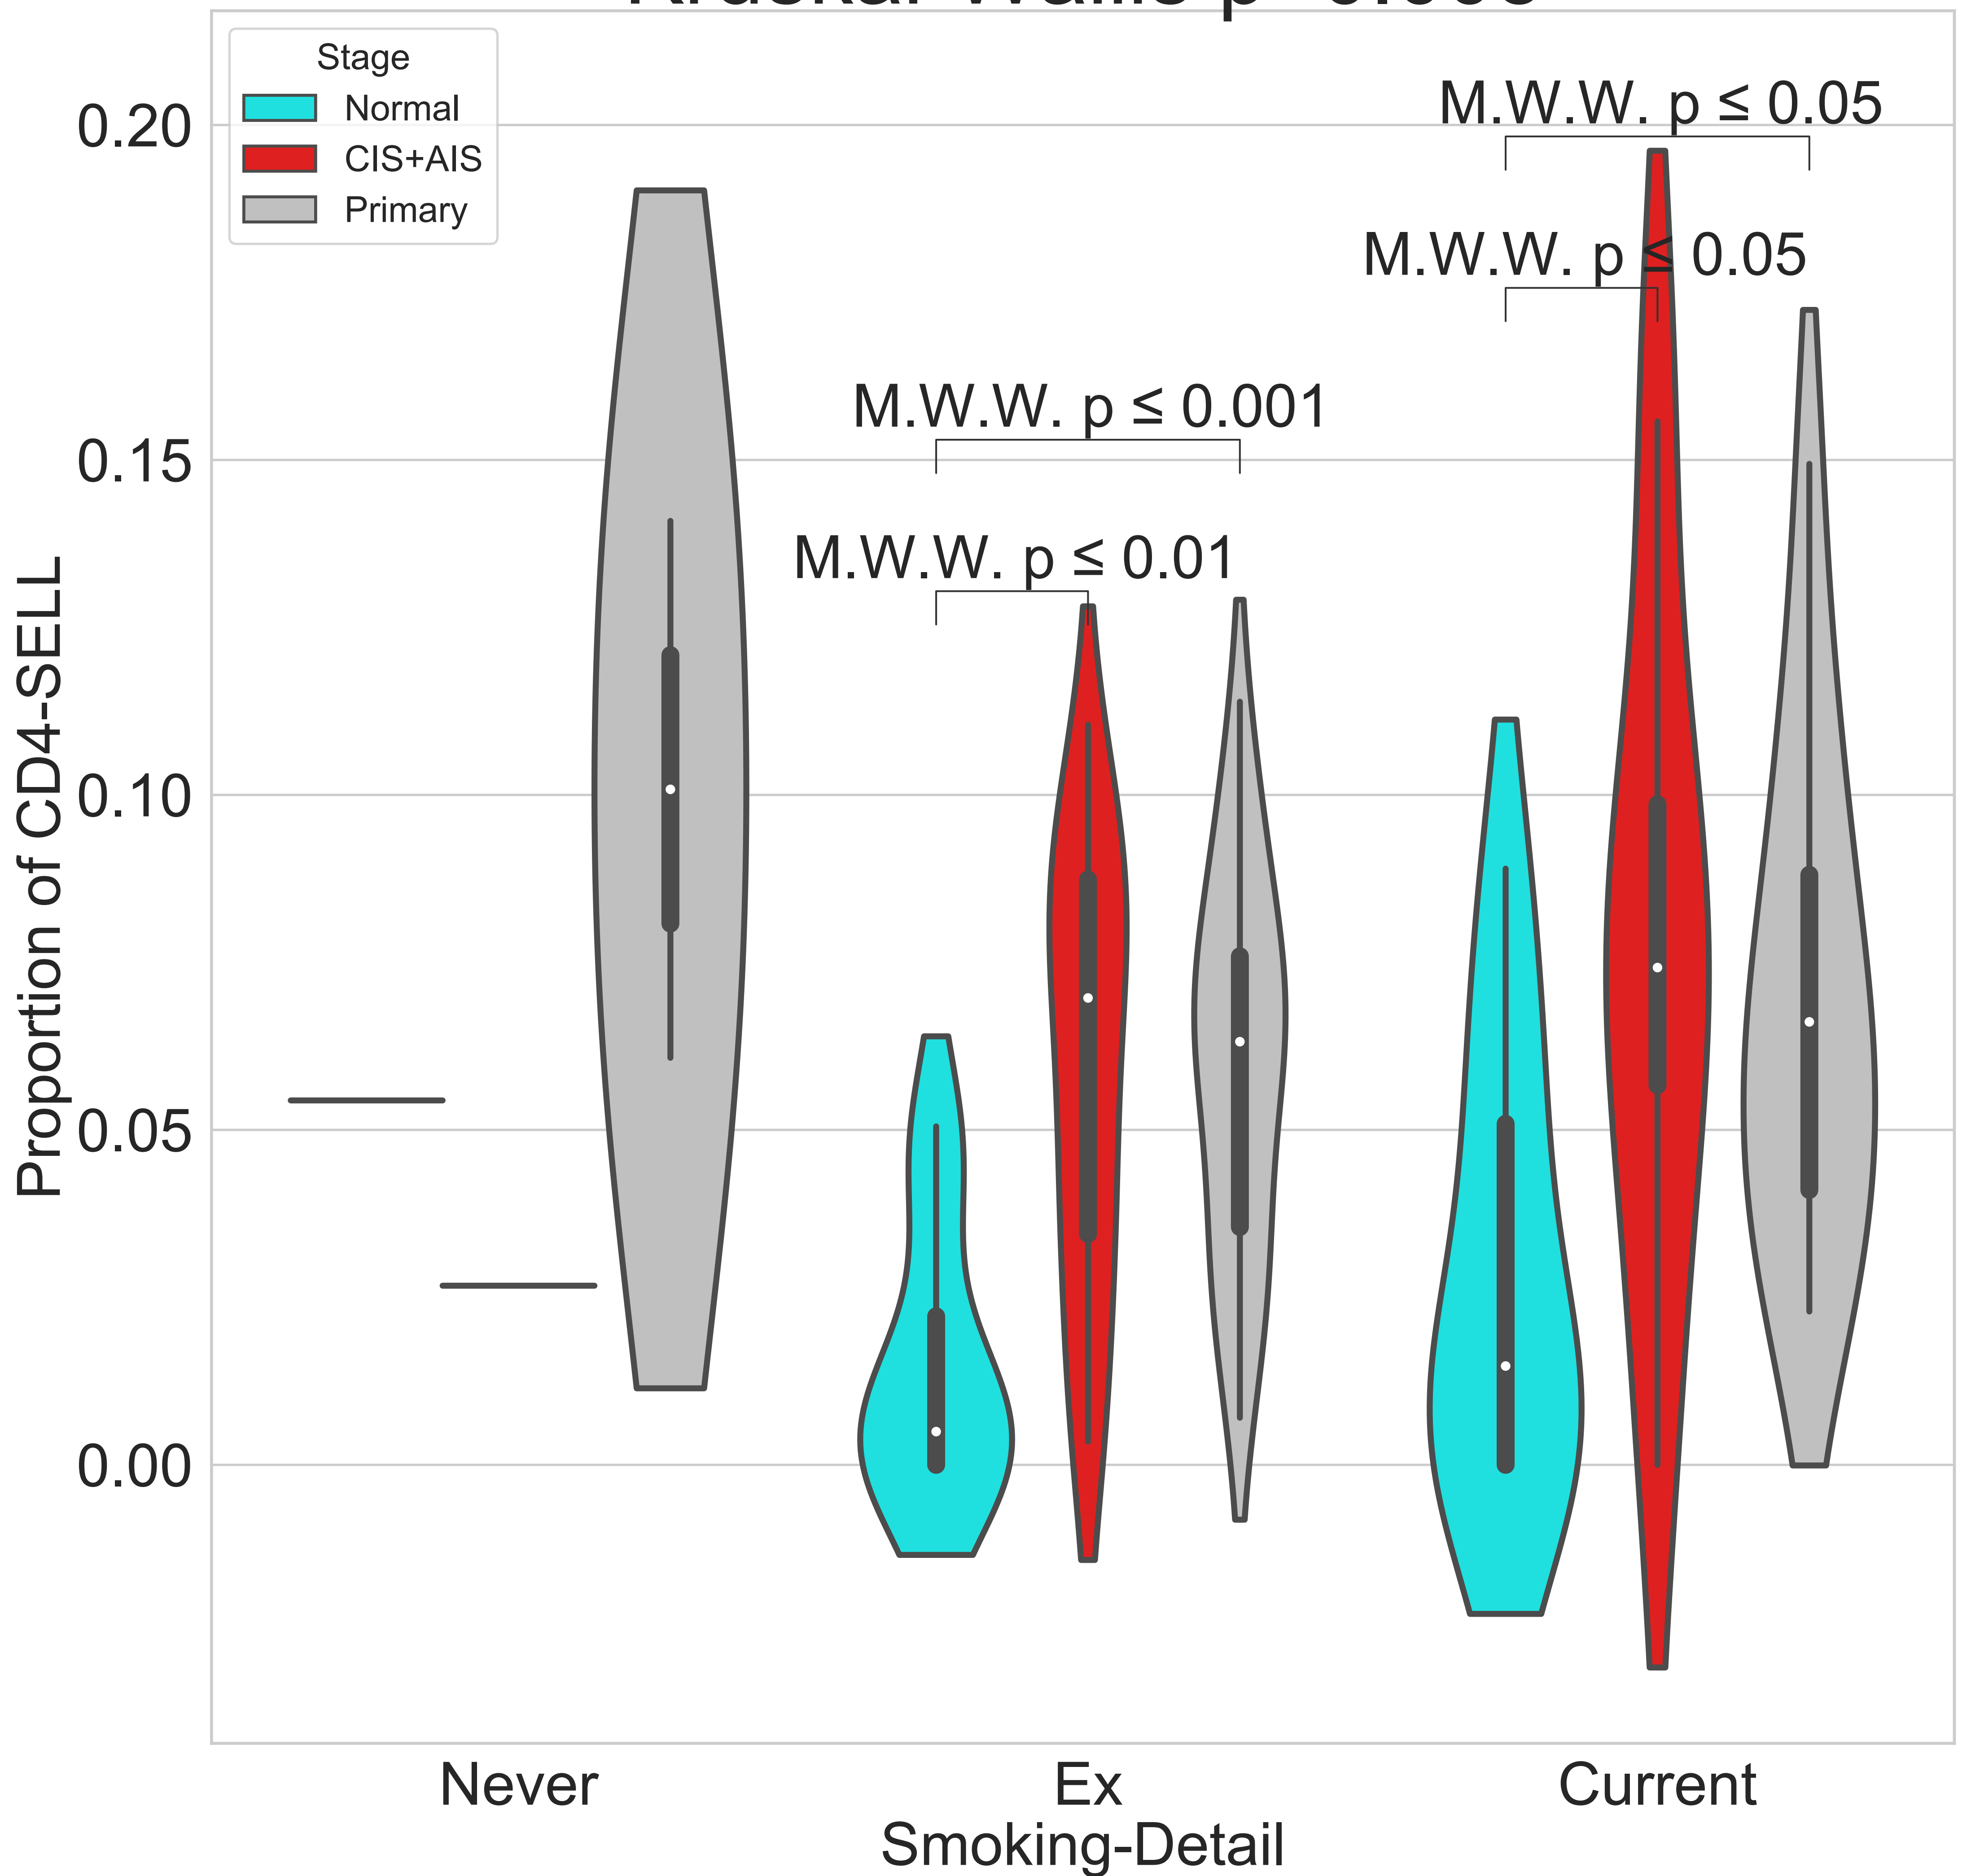 Stage
Normal
CIS+AIS
Primary
M.W.W. p ≤ 0.05
M.W.W. p ≤ 0.05
M.W.W. p ≤ 0.001
M.W.W. p ≤ 0.01
0.20
0.15
0.10
0.05
0.00
Proportion of CD4-SELL
Never
Ex
Current
Smoking-Detail